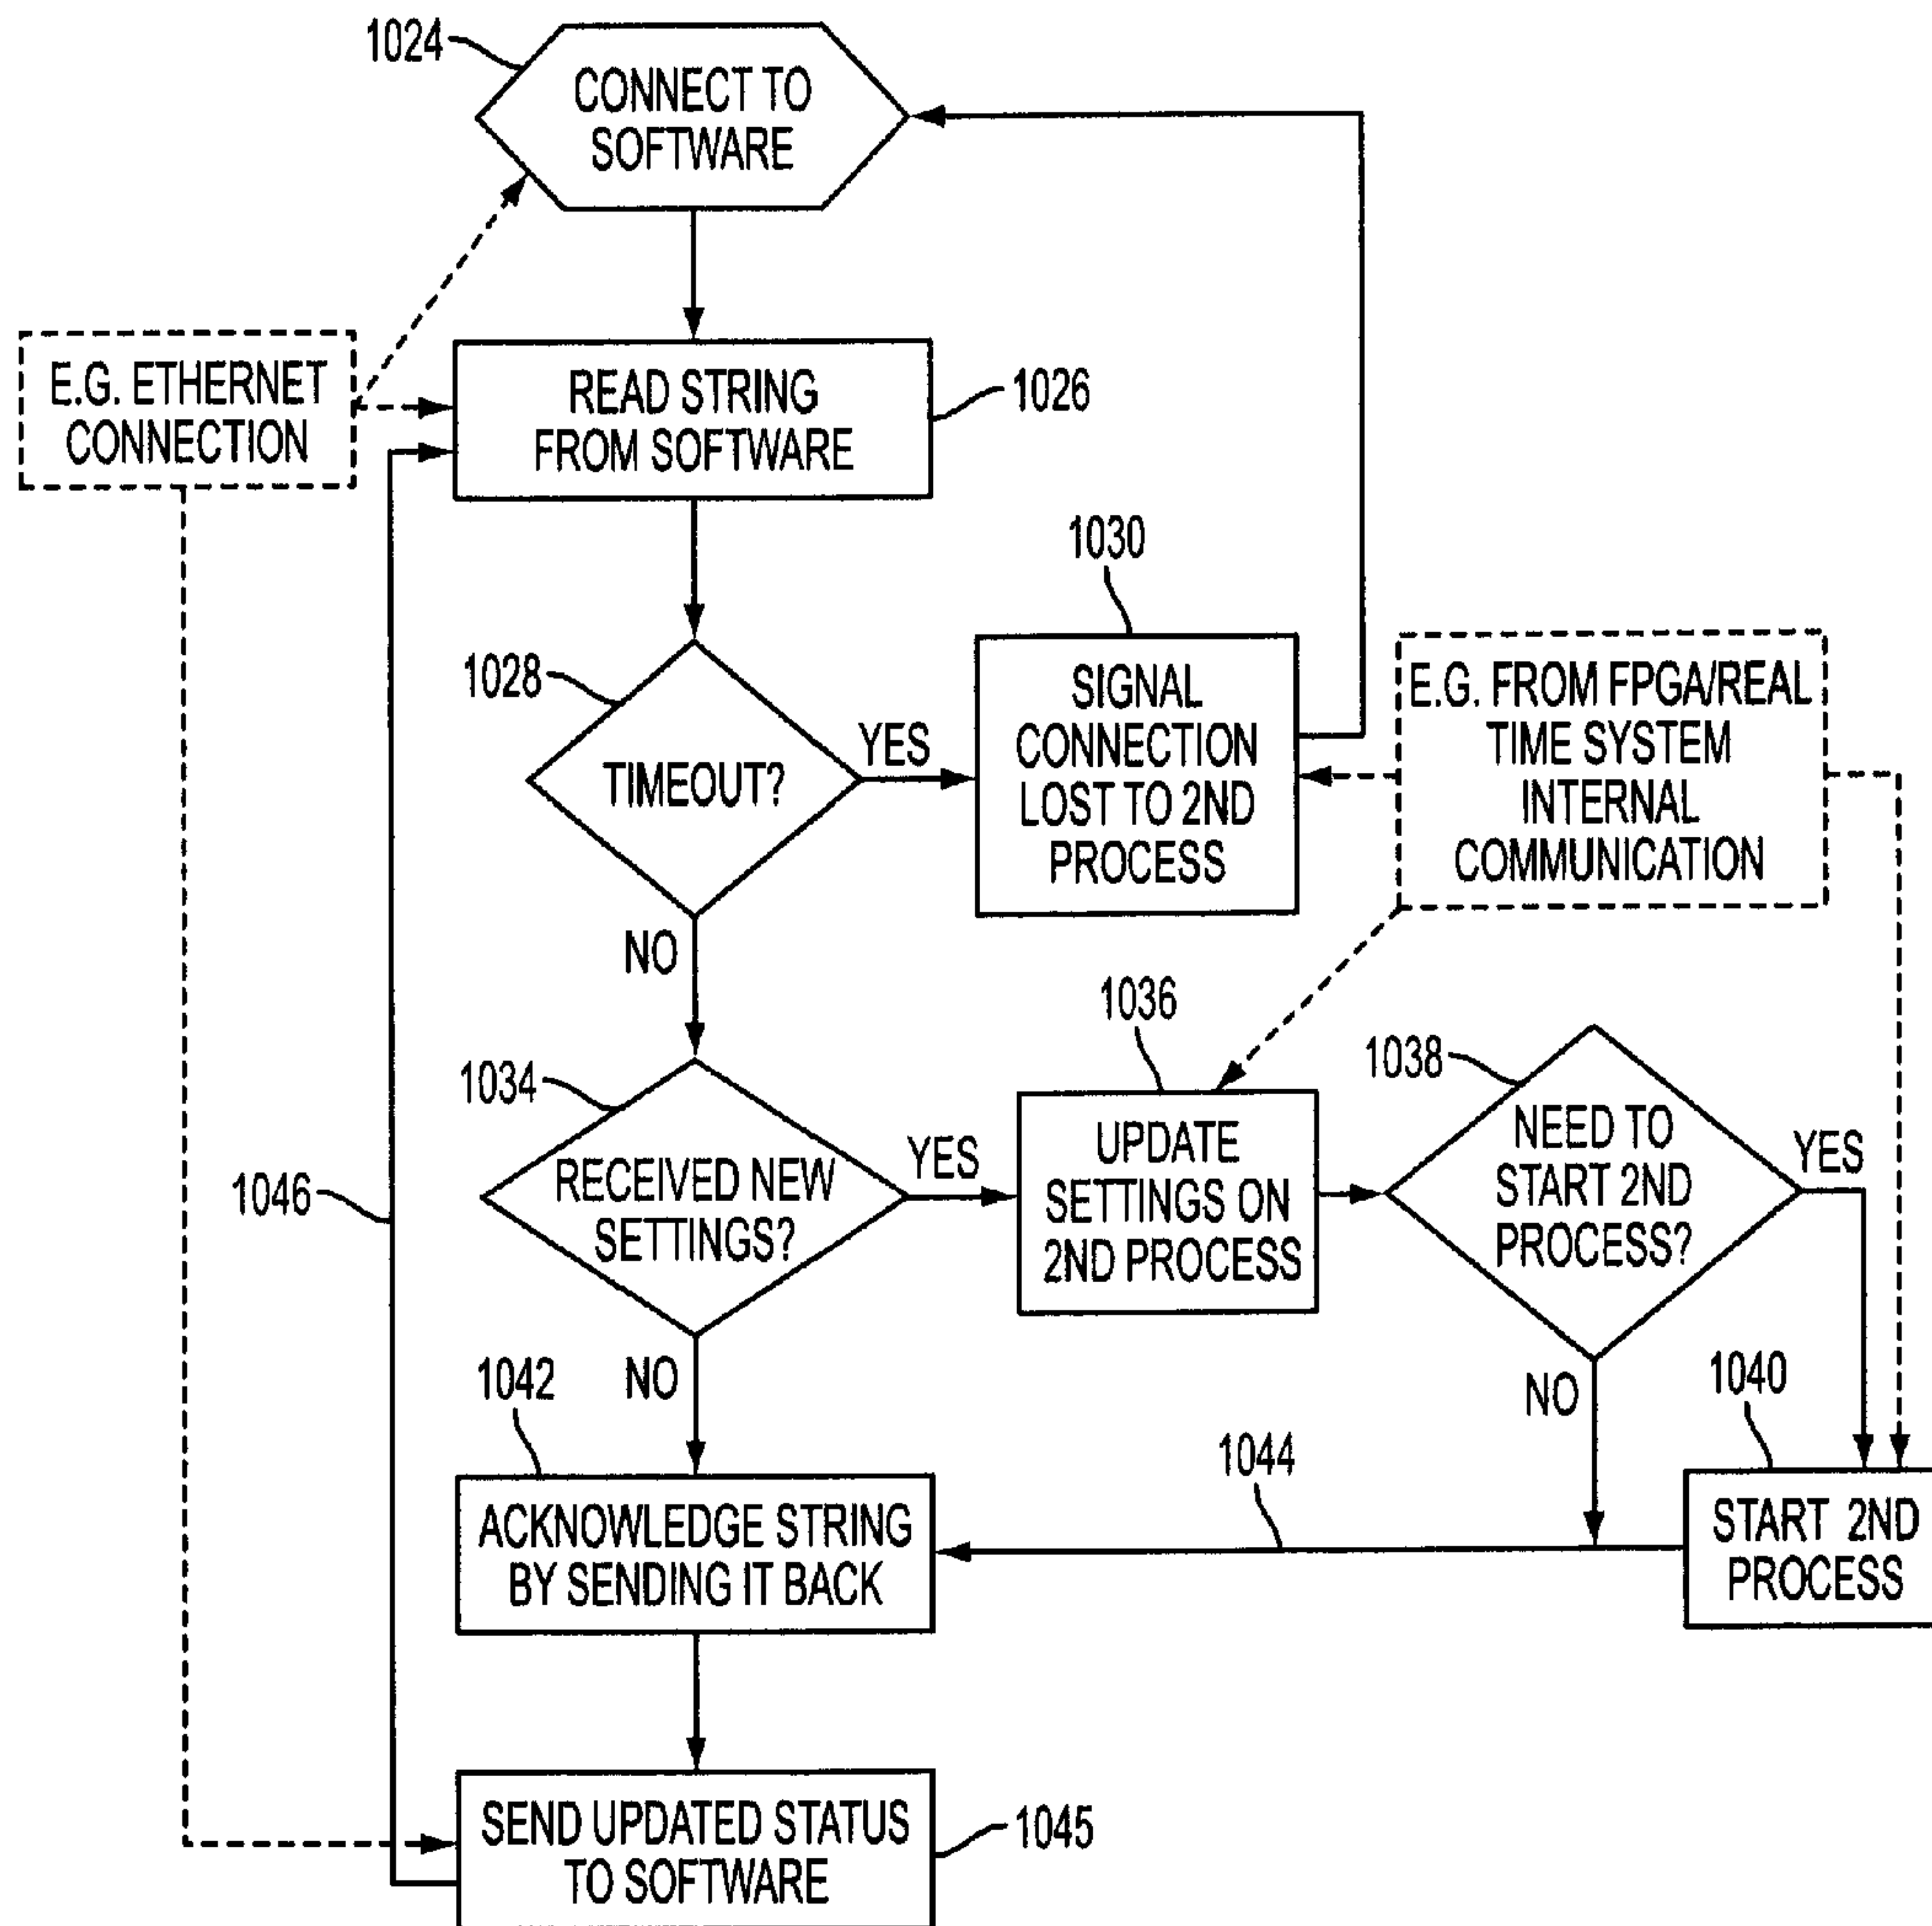 1024
CONNECT TO
SOFTWARE
E.G. ETHERNET
CONNECTION
READ STRING
FROM SOFTWARE
1026
1030
1028
TIMEOUT?
YES
SIGNAL
CONNECTION
LOST TO 2ND
PROCESS
E.G. FROM FPGA/REAL
TIME SYSTEM
INTERNAL
COMMUNICATION
NO
1036
1034
1038
RECEIVED NEW
SETTINGS?
YES
UPDATE
SETTINGS ON
2ND PROCESS
NEED TO
START 2ND
PROCESS?
YES
1046
NO
1042
NO
1040
1044
ACKNOWLEDGE STRING
BY SENDING IT BACK
START 2ND
PROCESS
SEND UPDATED STATUS
TO SOFTWARE
1045